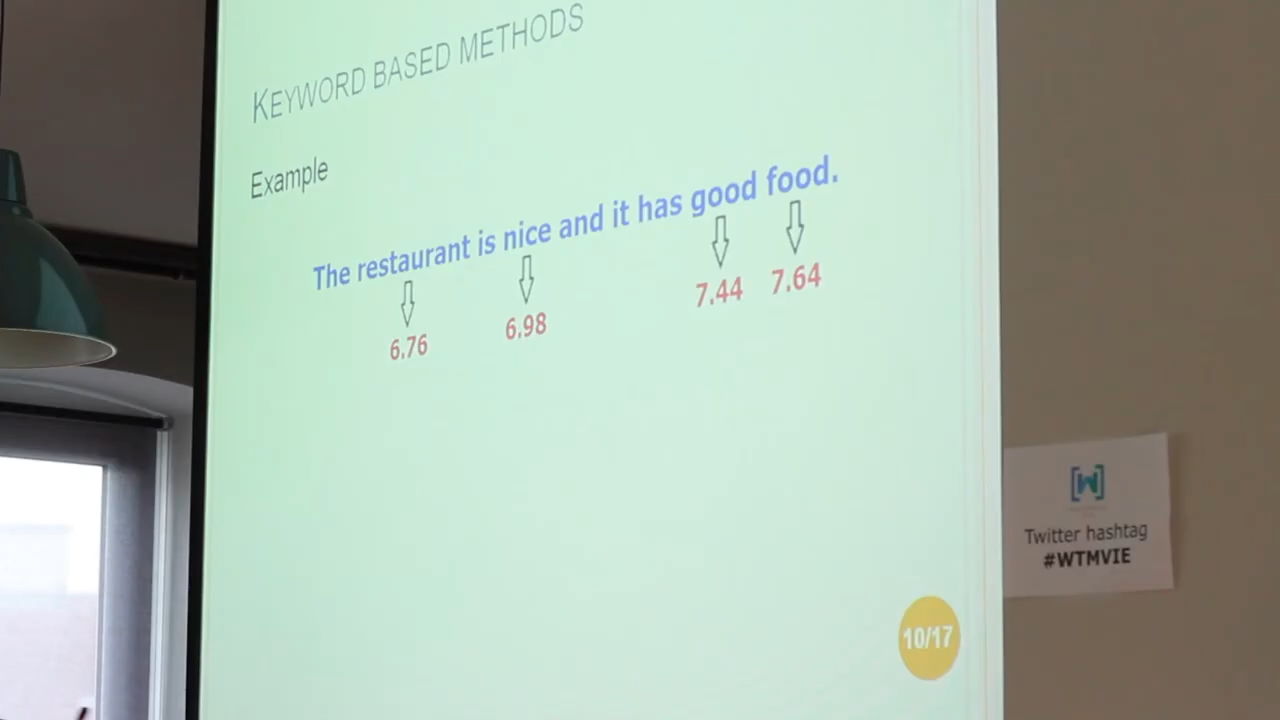 KEYWORD BASED METHODS
Example
The restaurant is nice and it has good food.
6.76 6.98 7.44 7.64
10/17
Twitter hashtag
#WTMVIE